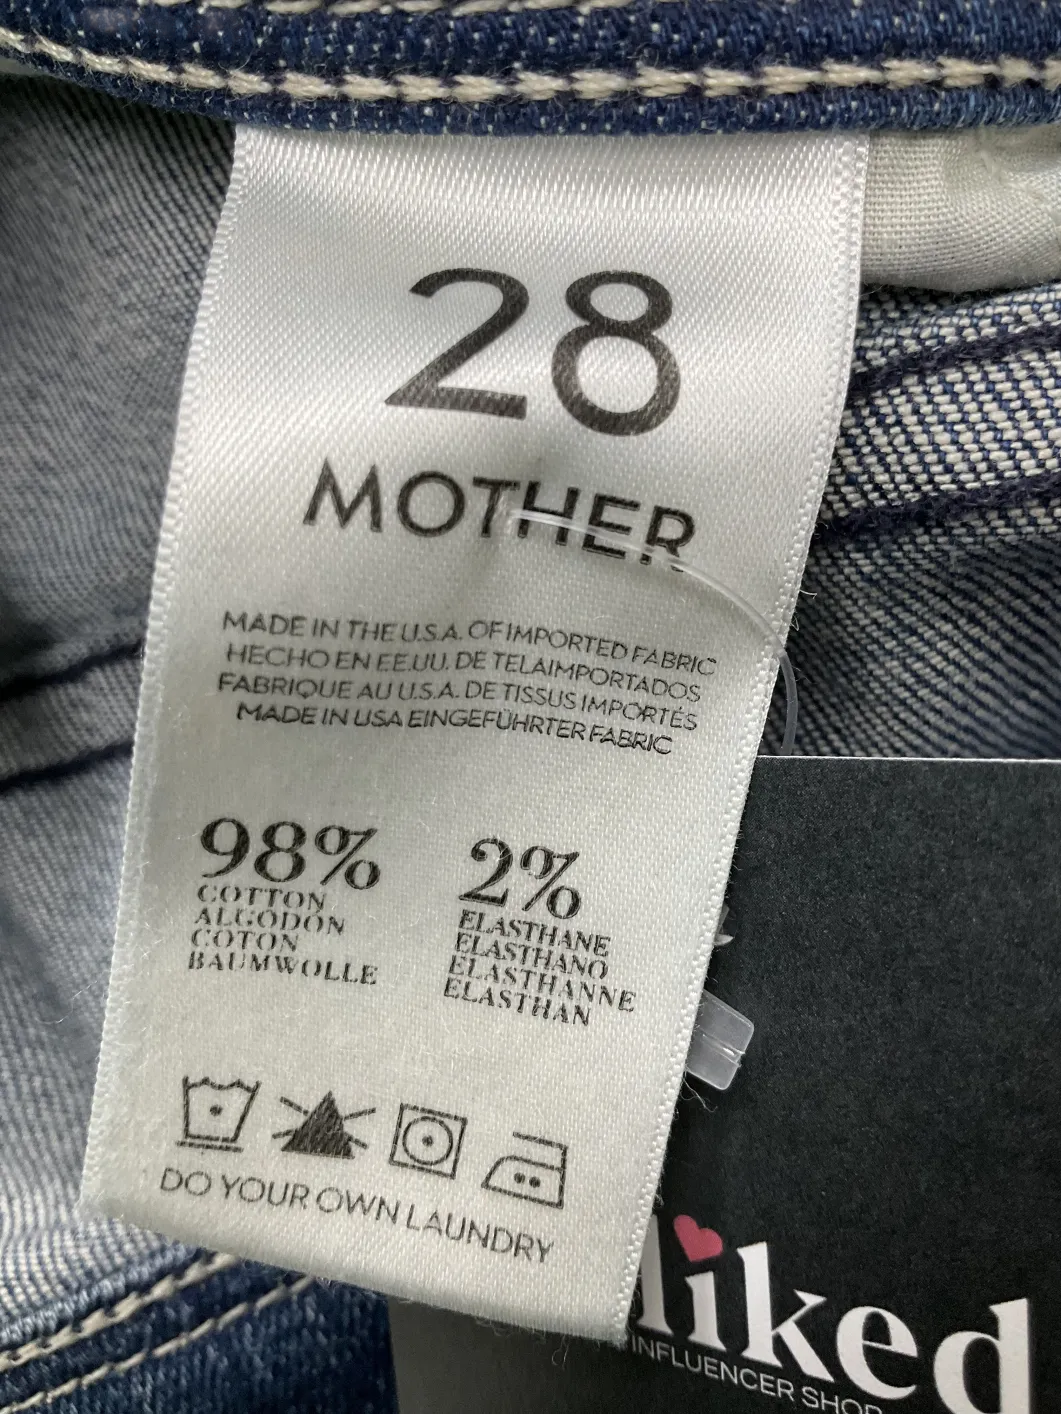 28
MOTHER
MADE IN THE U.S.A. OF IMPORTED FABRIC
HECHO EN EE.UU. DE TELAIMPORTADOS
FABRIQUE AU U.S.A. DE TISSUS IMPORTÉS
MADE IN USA EINGEFÜHRTER FABRIC
98%
COTTON
ALGODÓN
COTON
BAUMWOLLE
2%
ELASTHANE
ELASTHANO
ELASTHANNE
ELASTHAN
DO YOUR OWN LAUNDRY
liked
INFLUENCER SHOP